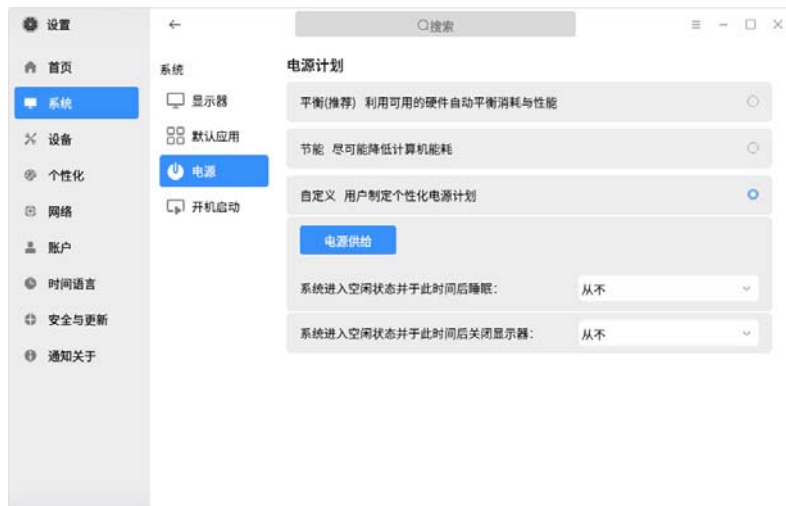 设置
搜索
首页
系统
设备
个性化
网络
账户
时间语言
安全与更新
通知关于
系统
显示器
默认应用
电源
开机启动
电源计划
平衡(推荐) 利用可用的硬件自动平衡消耗与性能
节能 尽可能降低计算机能耗
自定义 用户制定个性化电源计划
电源供给
系统进入空闲状态并于此时间后睡眠: 从不
系统进入空闲状态并于此时间后关闭显示器: 从不